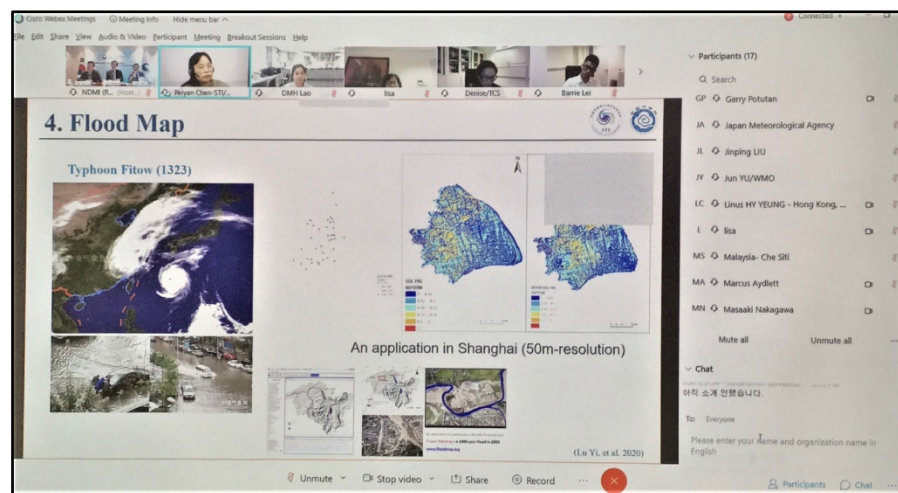 Cisco Webex Meetings
Meeting Info
Hide menu bar
Connected
File Edit Share View Audio & Video Participant Meeting Breakout Sessions Help
NDMI
(Host...)
Peiyan Chen-STI/...
DMH Lao
lisa
Denise/TCS
Barrie Lei
4. Flood Map
Typhoon Fitow (1323)
An application in Shanghai (50m-resolution)
www.floodmap.org
(Lu Yi, et al. 2020)
Participants (17)
Search
GP Gerry Potutan
JA Japan Meteorological Agency
JL Jinping LIU
JY Jun YU/WMO
LC Linus HY YEUNG - Hong Kong, ...
L lisa
MS Malaysia- Che Siti
MA Marcus Aydlett
MN Masaaki Nakagawa
Mute all
Unmute all
Chat
아직 소개 안했습니다.
To: Everyone
Please enter your name and organization name in
English
Unmute
Stop video
Share
Record
Participants
Chat